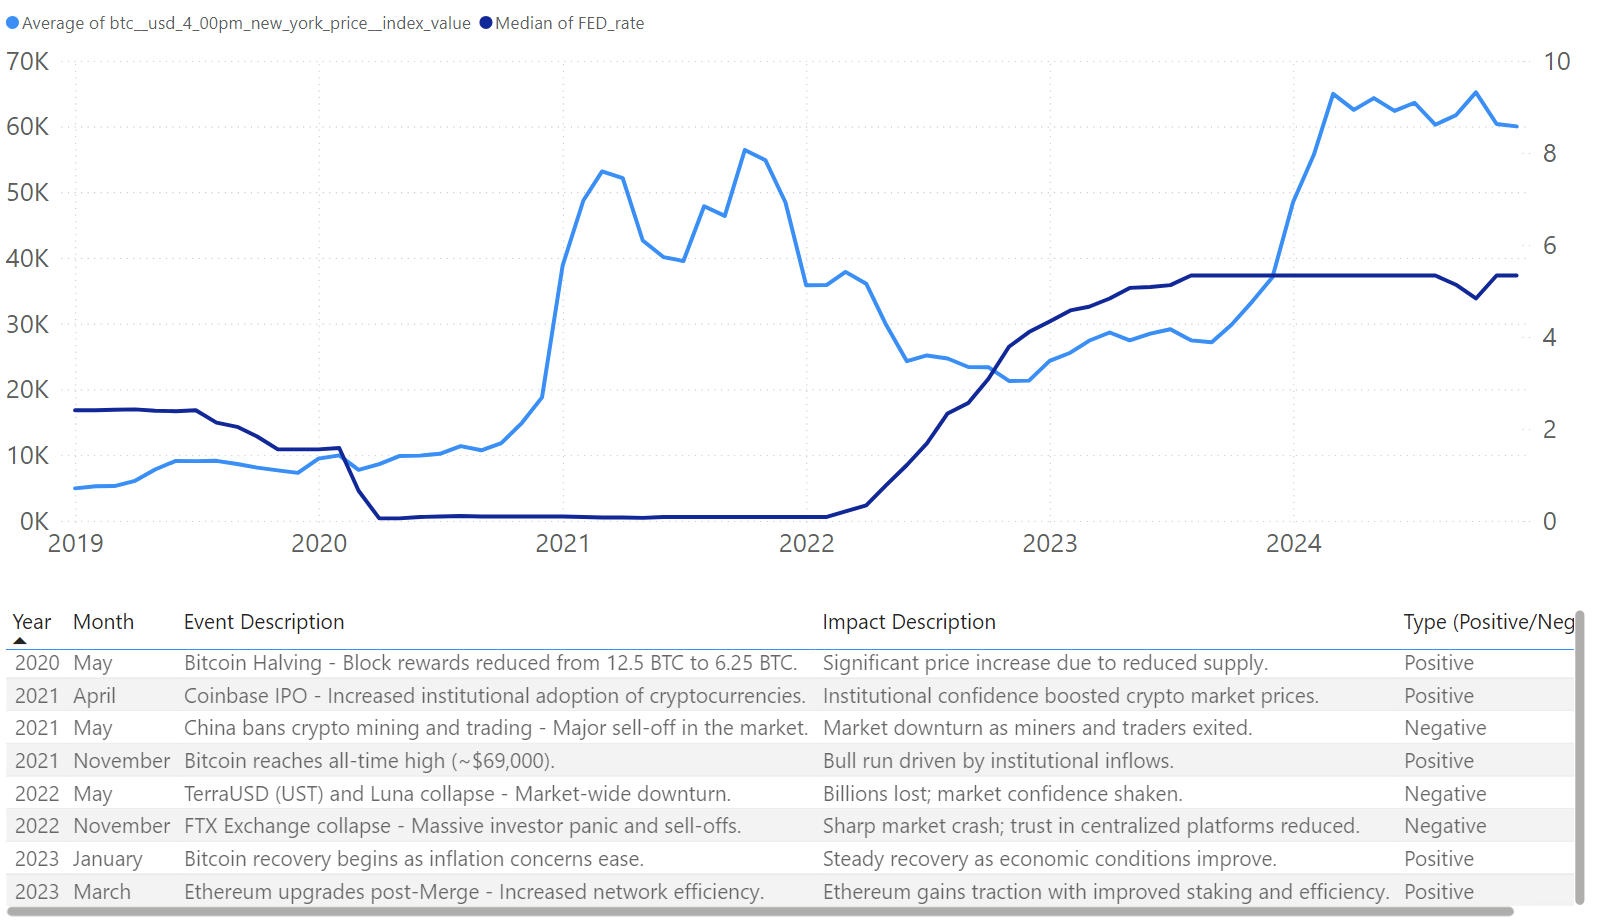 Average of btc__usd_4_00pm_new_york_price__index_value Median of FED_rate
70K 10
60K
8
50K
6
40K
30K
4
20K
2
10K
0K 0
2019 2020 2021 2022 2023 2024
Year Month Event Description Impact Description Type (Positive/Neg
2020 May Bitcoin Halving - Block rewards reduced from 12.5 BTC to 6.25 BTC. Significant price increase due to reduced supply. Positive
2021 April Coinbase IPO - Increased institutional adoption of cryptocurrencies. Institutional confidence boosted crypto market prices. Positive
2021 May China bans crypto mining and trading - Major sell-off in the market. Market downturn as miners and traders exited. Negative
2021 November Bitcoin reaches all-time high (~$69,000). Bull run driven by institutional inflows. Positive
2022 May TerraUSD (UST) and Luna collapse - Market-wide downturn. Billions lost; market confidence shaken. Negative
2022 November FTX Exchange collapse - Massive investor panic and sell-offs. Sharp market crash; trust in centralized platforms reduced. Negative
2023 January Bitcoin recovery begins as inflation concerns ease. Steady recovery as economic conditions improve. Positive
2023 March Ethereum upgrades post-Merge - Increased network efficiency. Ethereum gains traction with improved staking and efficiency. Positive